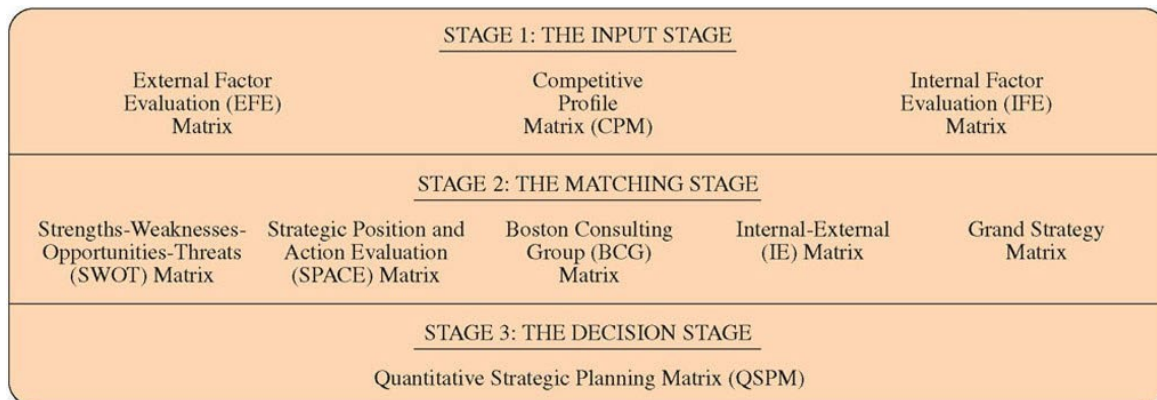 STAGE 1: THE INPUT STAGE
External Factor
Evaluation (EFE)
Matrix
Competitive
Profile
Matrix (CPM)
Internal Factor
Evaluation (IFE)
Matrix
STAGE 2: THE MATCHING STAGE
Strengths-Weaknesses-
Opportunities-Threats
(SWOT) Matrix
Strategic Position and
Action Evaluation
(SPACE) Matrix
Boston Consulting
Group (BCG)
Matrix
Internal-External
(IE) Matrix
Grand Strategy
Matrix
STAGE 3: THE DECISION STAGE
Quantitative Strategic Planning Matrix (QSPM)